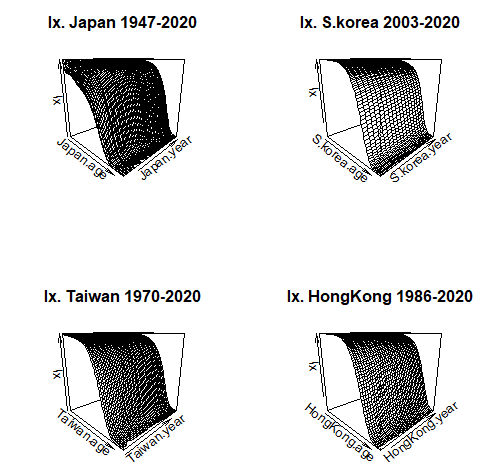 lx. Japan 1947-2020
lx
Japan.age
Japan.year
lx. S.korea 2003-2020
lx
S.korea.age
S.korea.year
lx. Taiwan 1970-2020
lx
Taiwan.age
Taiwan.year
lx. HongKong 1986-2020
lx
HongKong.age
HongKong.year